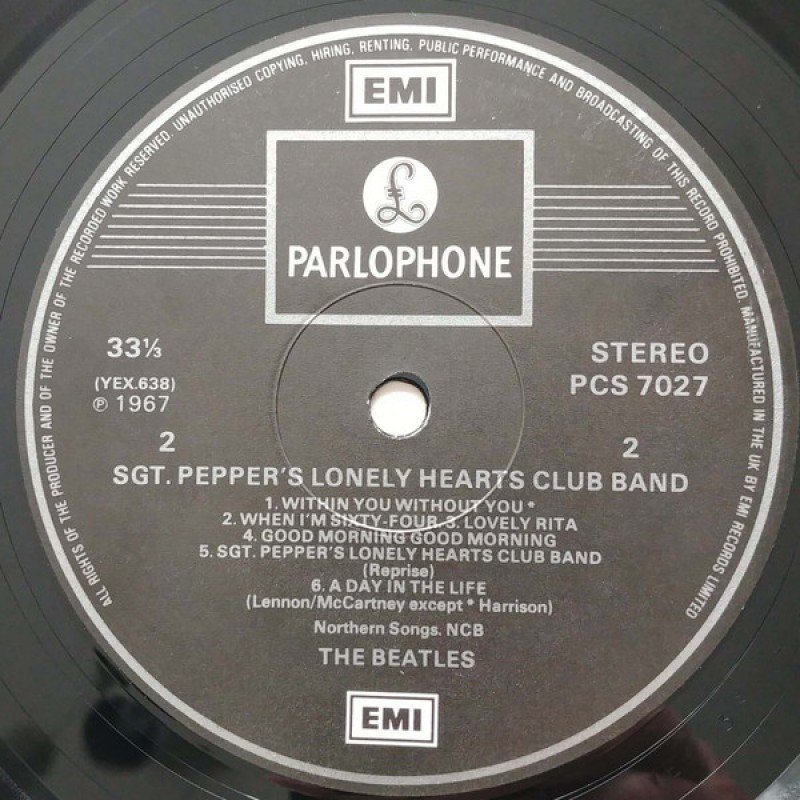 ALL RIGHTS OF THE PRODUCER AND OF THE OWNER OF THE RECORDED WORK RESERVED. UNAUTHORISED COPYING, HIRING, RENTING, PUBLIC PERFORMANCE AND BROADCASTING OF THIS RECORD PROHIBITED. MANUFACTURED IN THE UK BY EMI RECORDS LIMITED
EMI
£
PARLOPHONE
33⅓
STEREO
(YEX.638)
PCS 7027
℗ 1967
2
2
SGT. PEPPER'S LONELY HEARTS CLUB BAND
1. WITHIN YOU WITHOUT YOU *
2. WHEN I'M SIXTY-FOUR. 3. LOVELY RITA
4. GOOD MORNING GOOD MORNING
5. SGT. PEPPER'S LONELY HEARTS CLUB BAND
(Reprise)
6. A DAY IN THE LIFE
(Lennon/McCartney except * Harrison)
Northern Songs. NCB
THE BEATLES
EMI